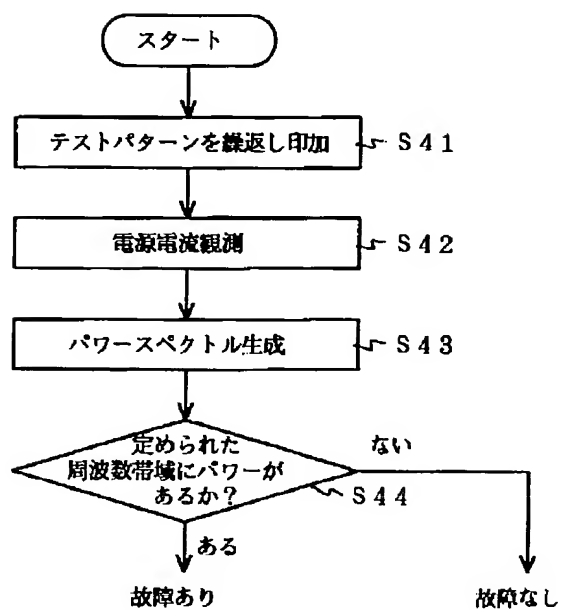 スタート
テストパターンを繰返し印加
S41
電源電流観測
S42
パワースペクトル生成
S43
定められた
周波数帯域にパワーが
あるか？
ない
S44
ある
故障あり
故障なし